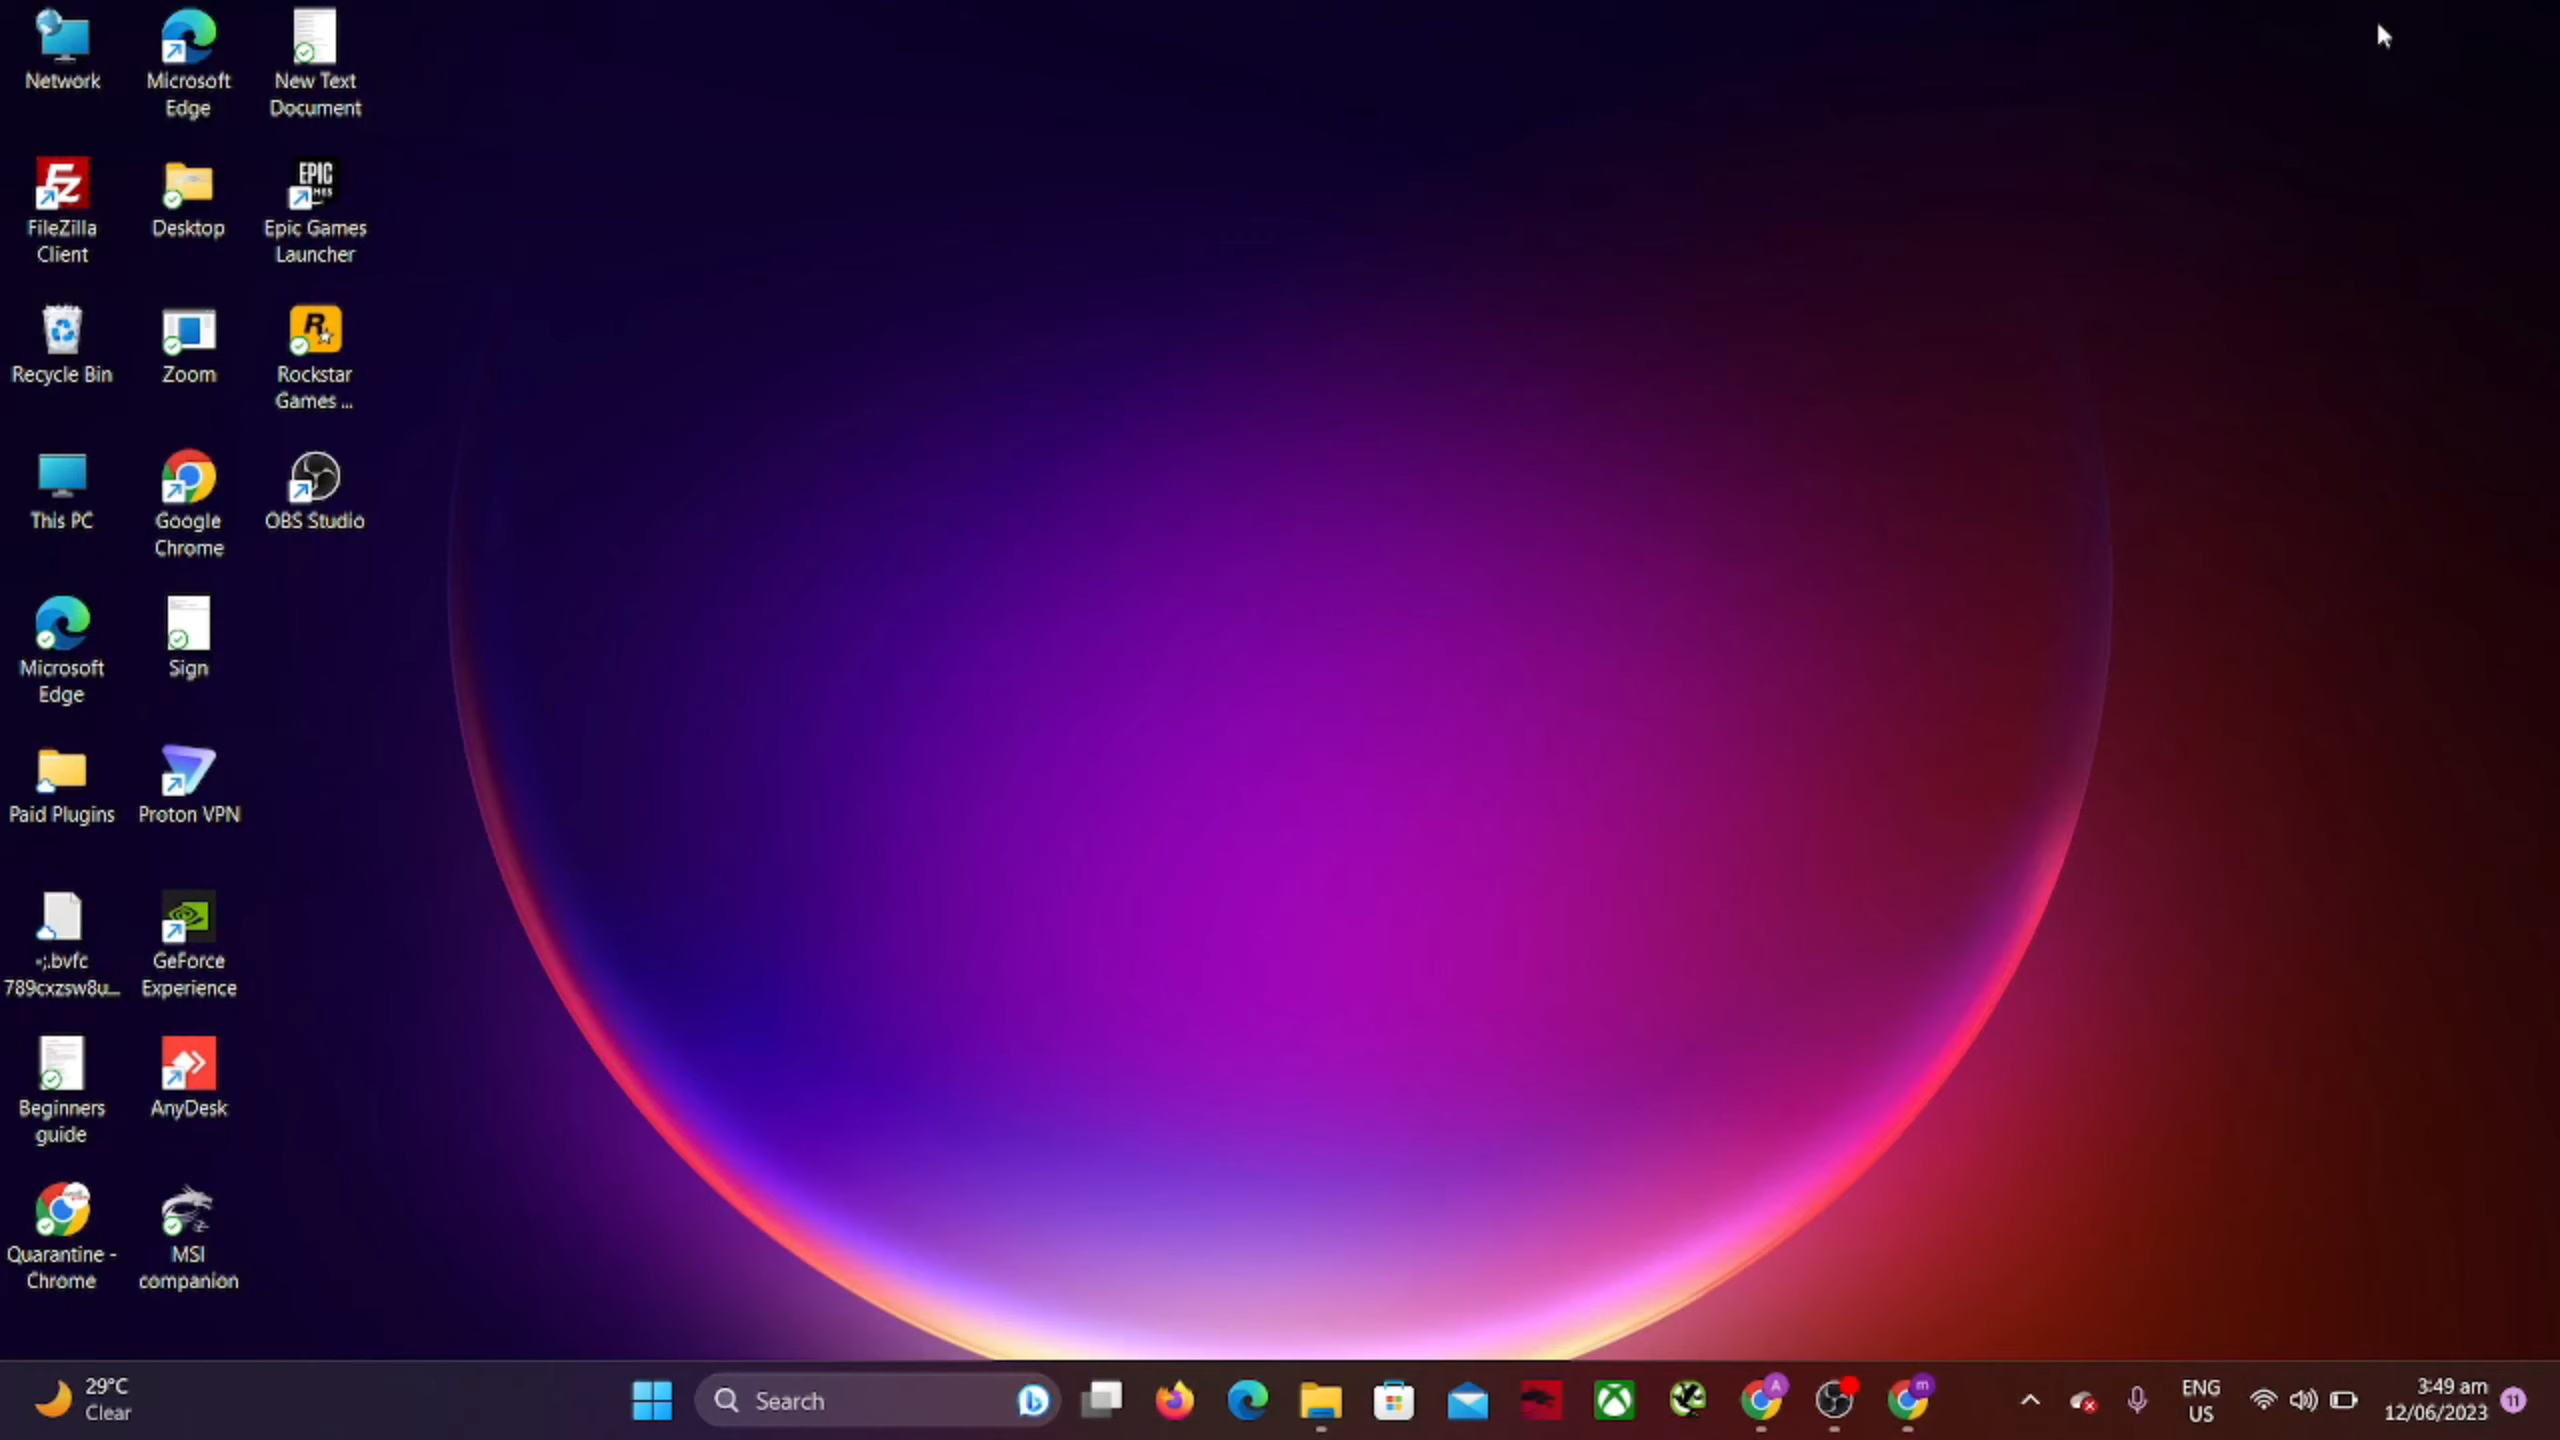 Network
Microsoft
Edge
New Text
Document
FileZilla
Client
Desktop
EPIC
Epic Games
Launcher
Recycle Bin
Zoom
R
Rockstar
Games ...
This PC
Google
Chrome
OBS Studio
Microsoft
Edge
Sign
Paid Plugins
Proton VPN
-;.bvfc
789cxzsw8u...
GeForce
Experience
Beginners
guide
AnyDesk
Quarantine -
Chrome
MSI
companion
29°C
Clear
Search
A
m
ENG
US
3:49 am
12/06/2023
11